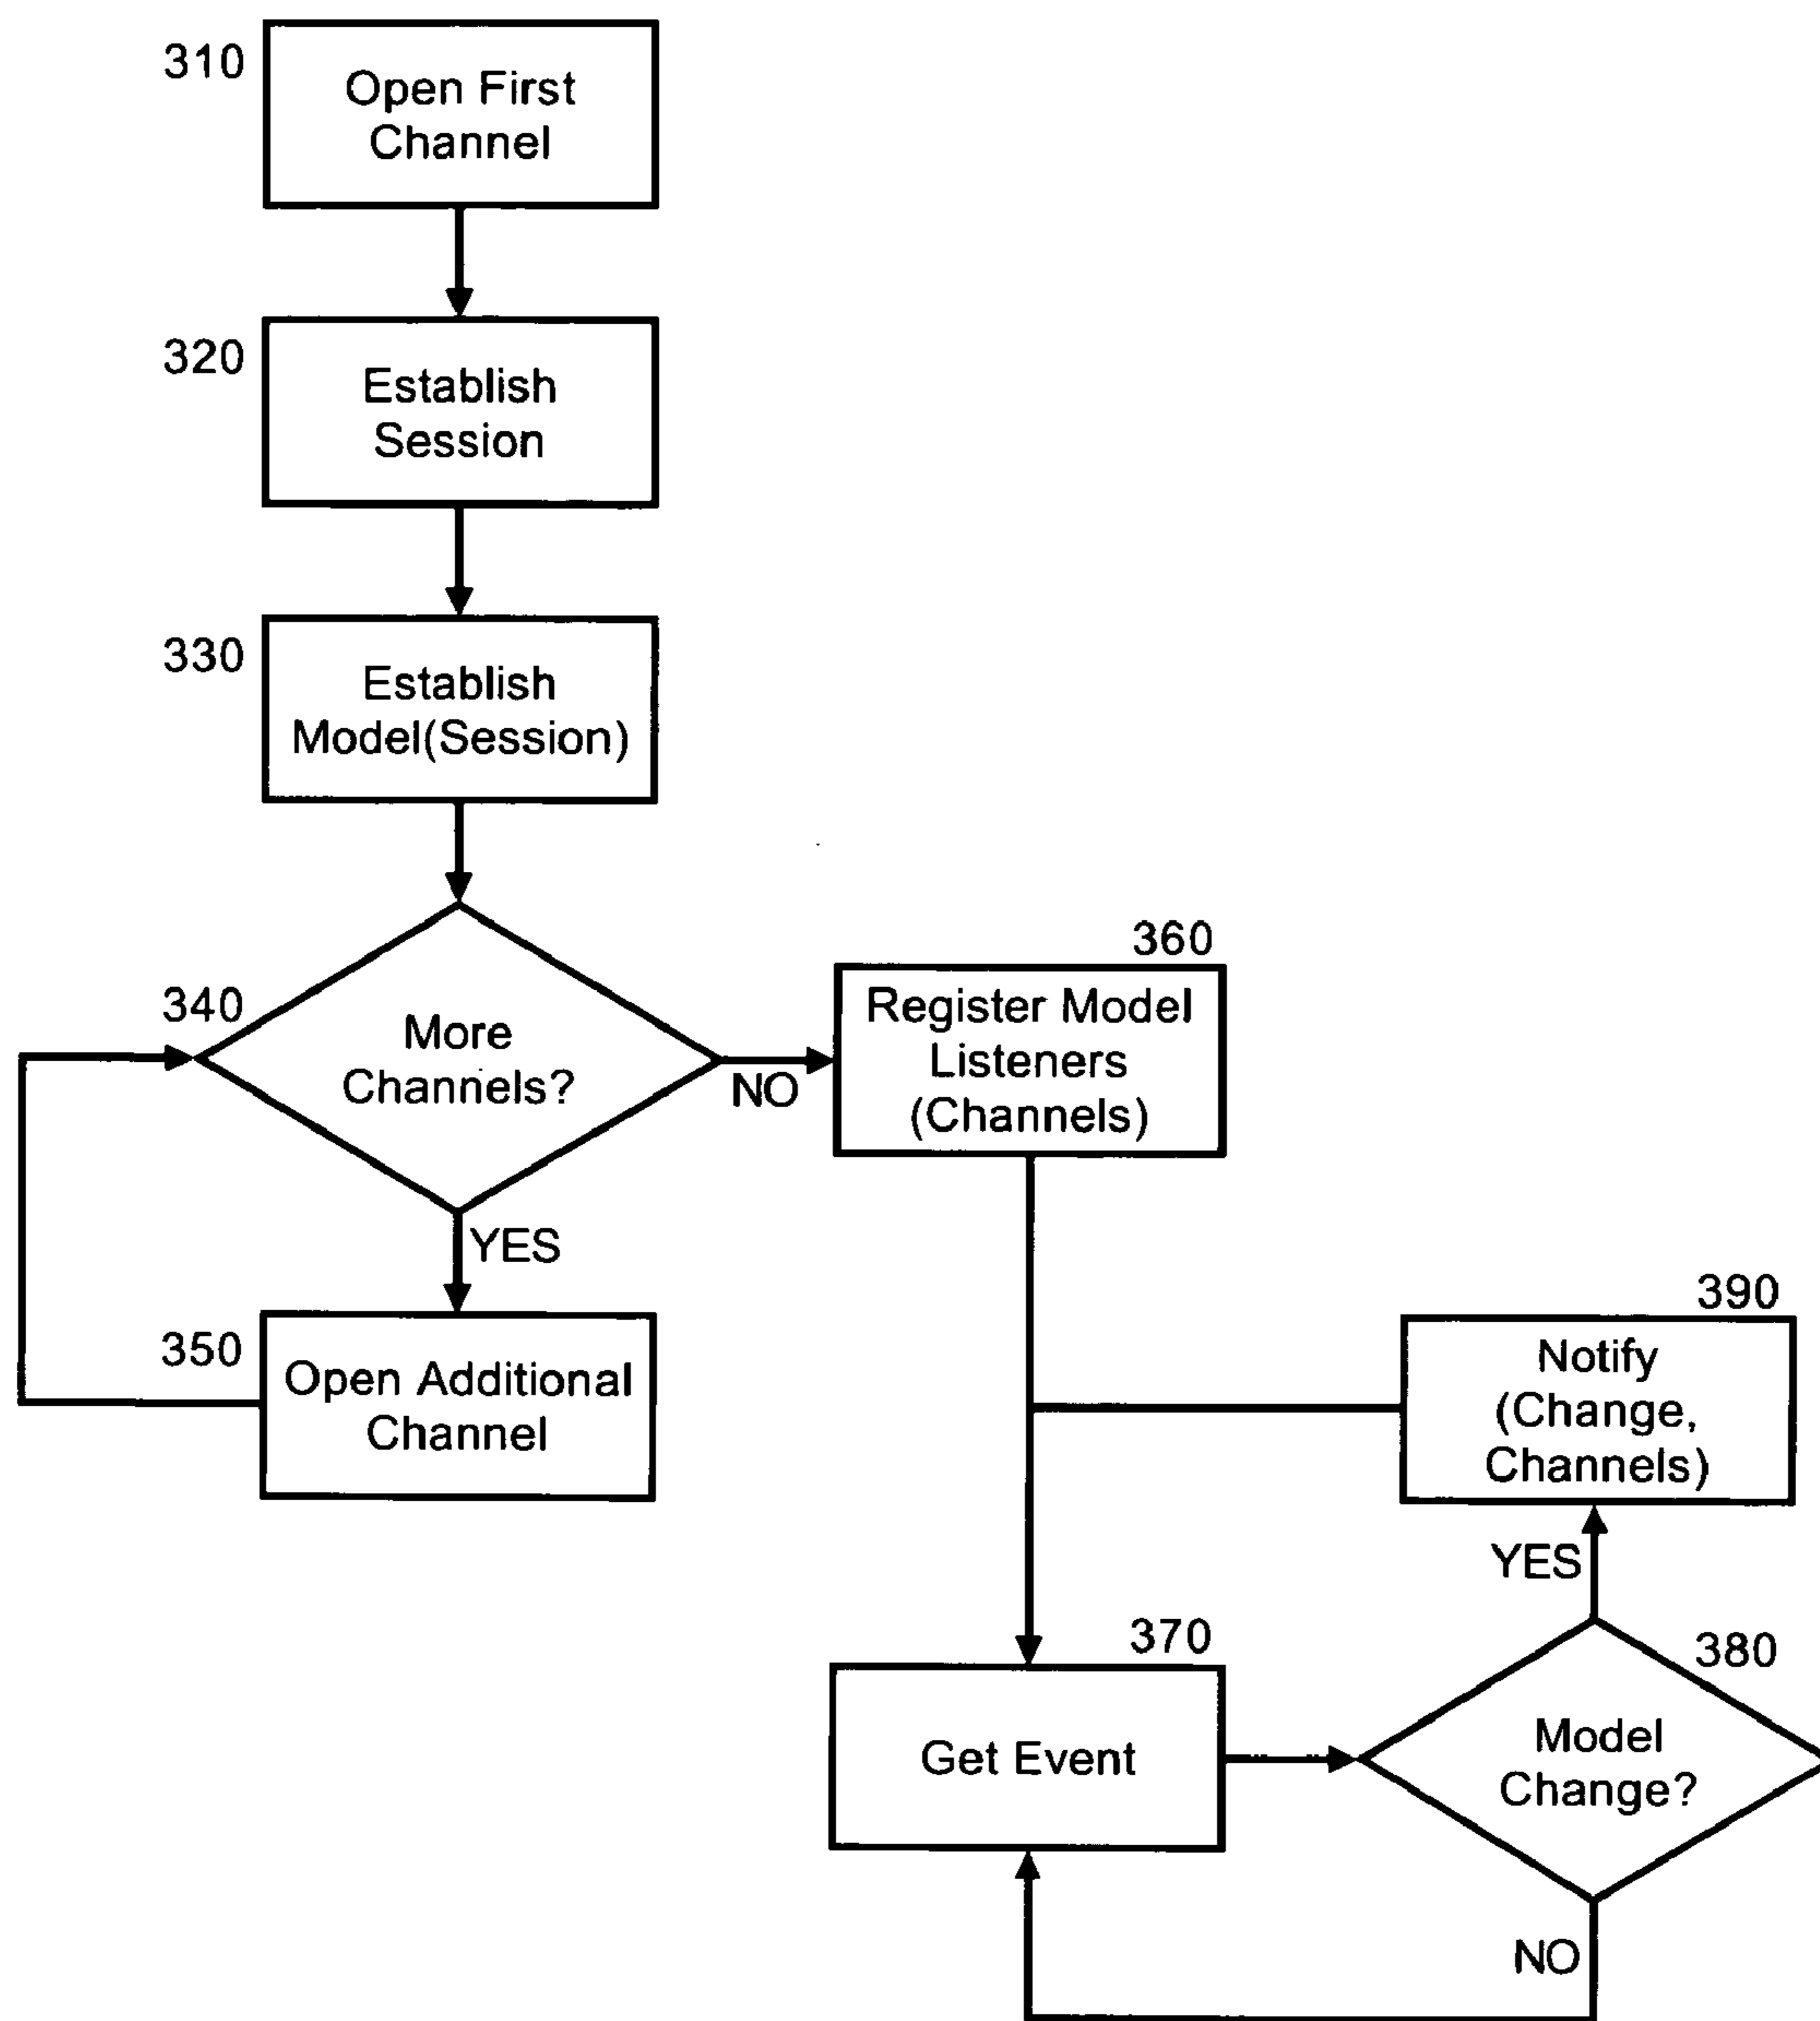 310
Open First
Channel
320
Establish
Session
330
Establish
Model(Session)
340
More
Channels?
NO
YES
350
Open Additional
Channel
360
Register Model
Listeners
(Channels)
370
Get Event
380
Model
Change?
YES
NO
390
Notify
(Change,
Channels)